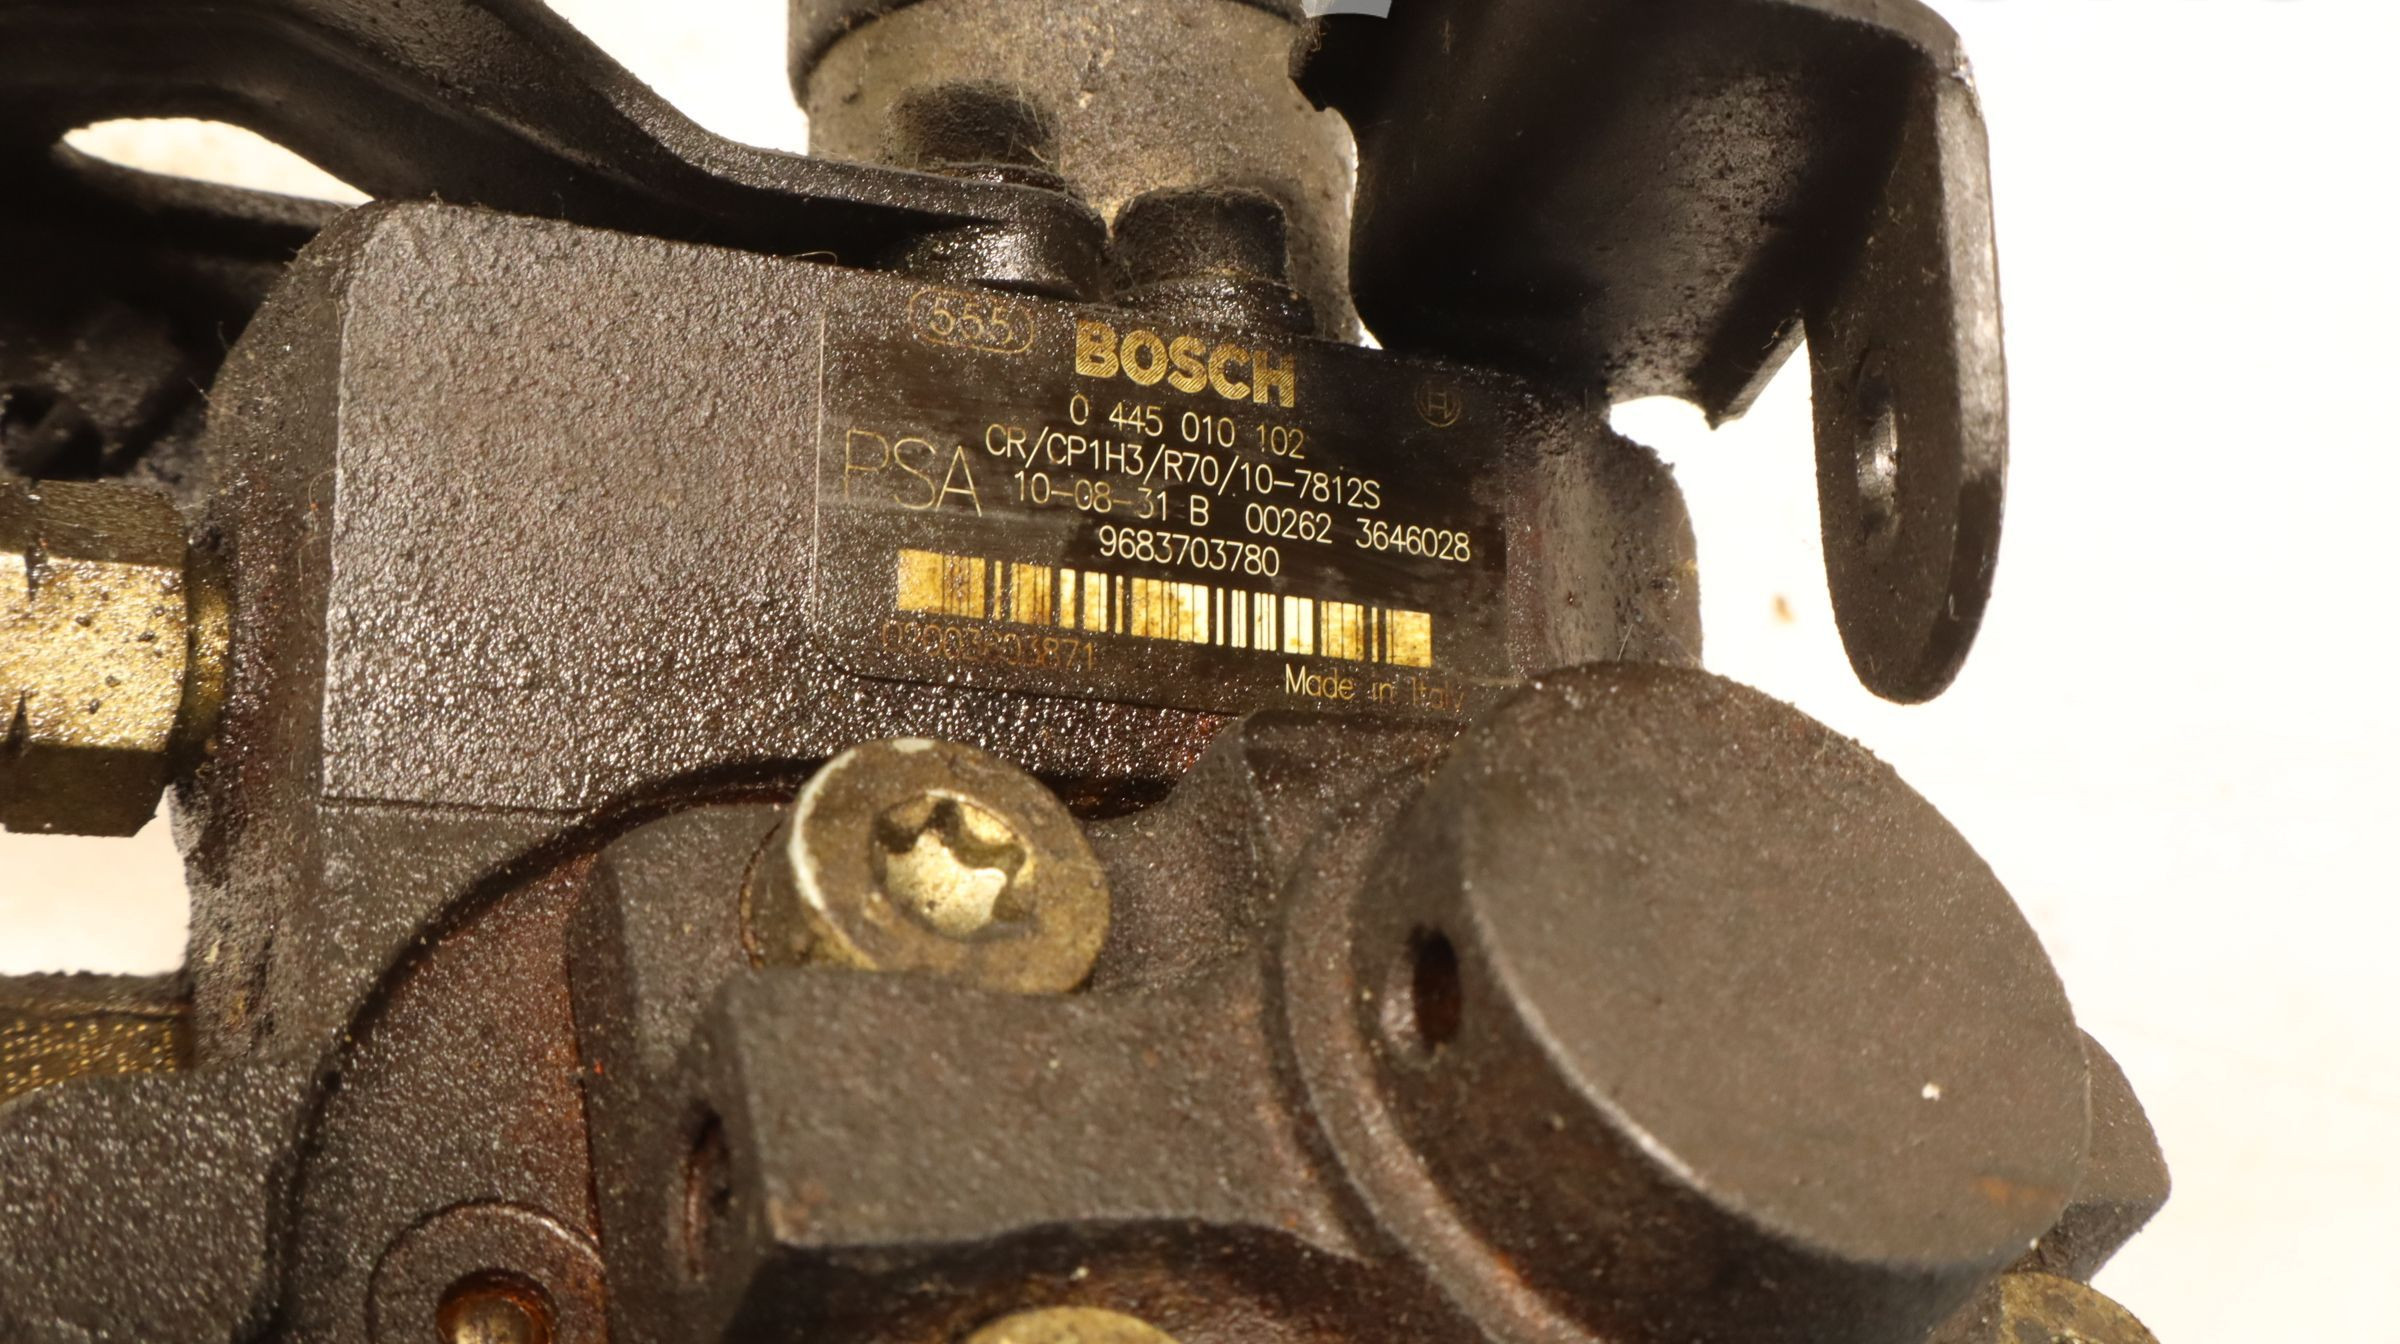 555
BOSCH
H
0 445 010 102
PSA
CR/CP1H3/R70/10-7812S
10-08-31 B 00262 3646028
9683703780
Made in Italy